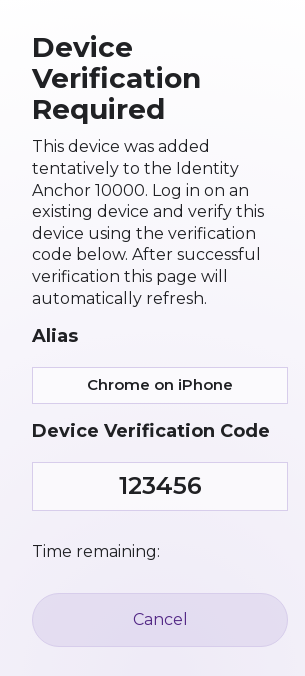 Device
Verification
Required
This device was added
tentatively to the Identity
Anchor 10000. Log in on an
existing device and verify this
device using the verification
code below. After successful
verification this page will
automatically refresh.
Alias
Chrome on iPhone
Device Verification Code
123456
Time remaining:
Cancel